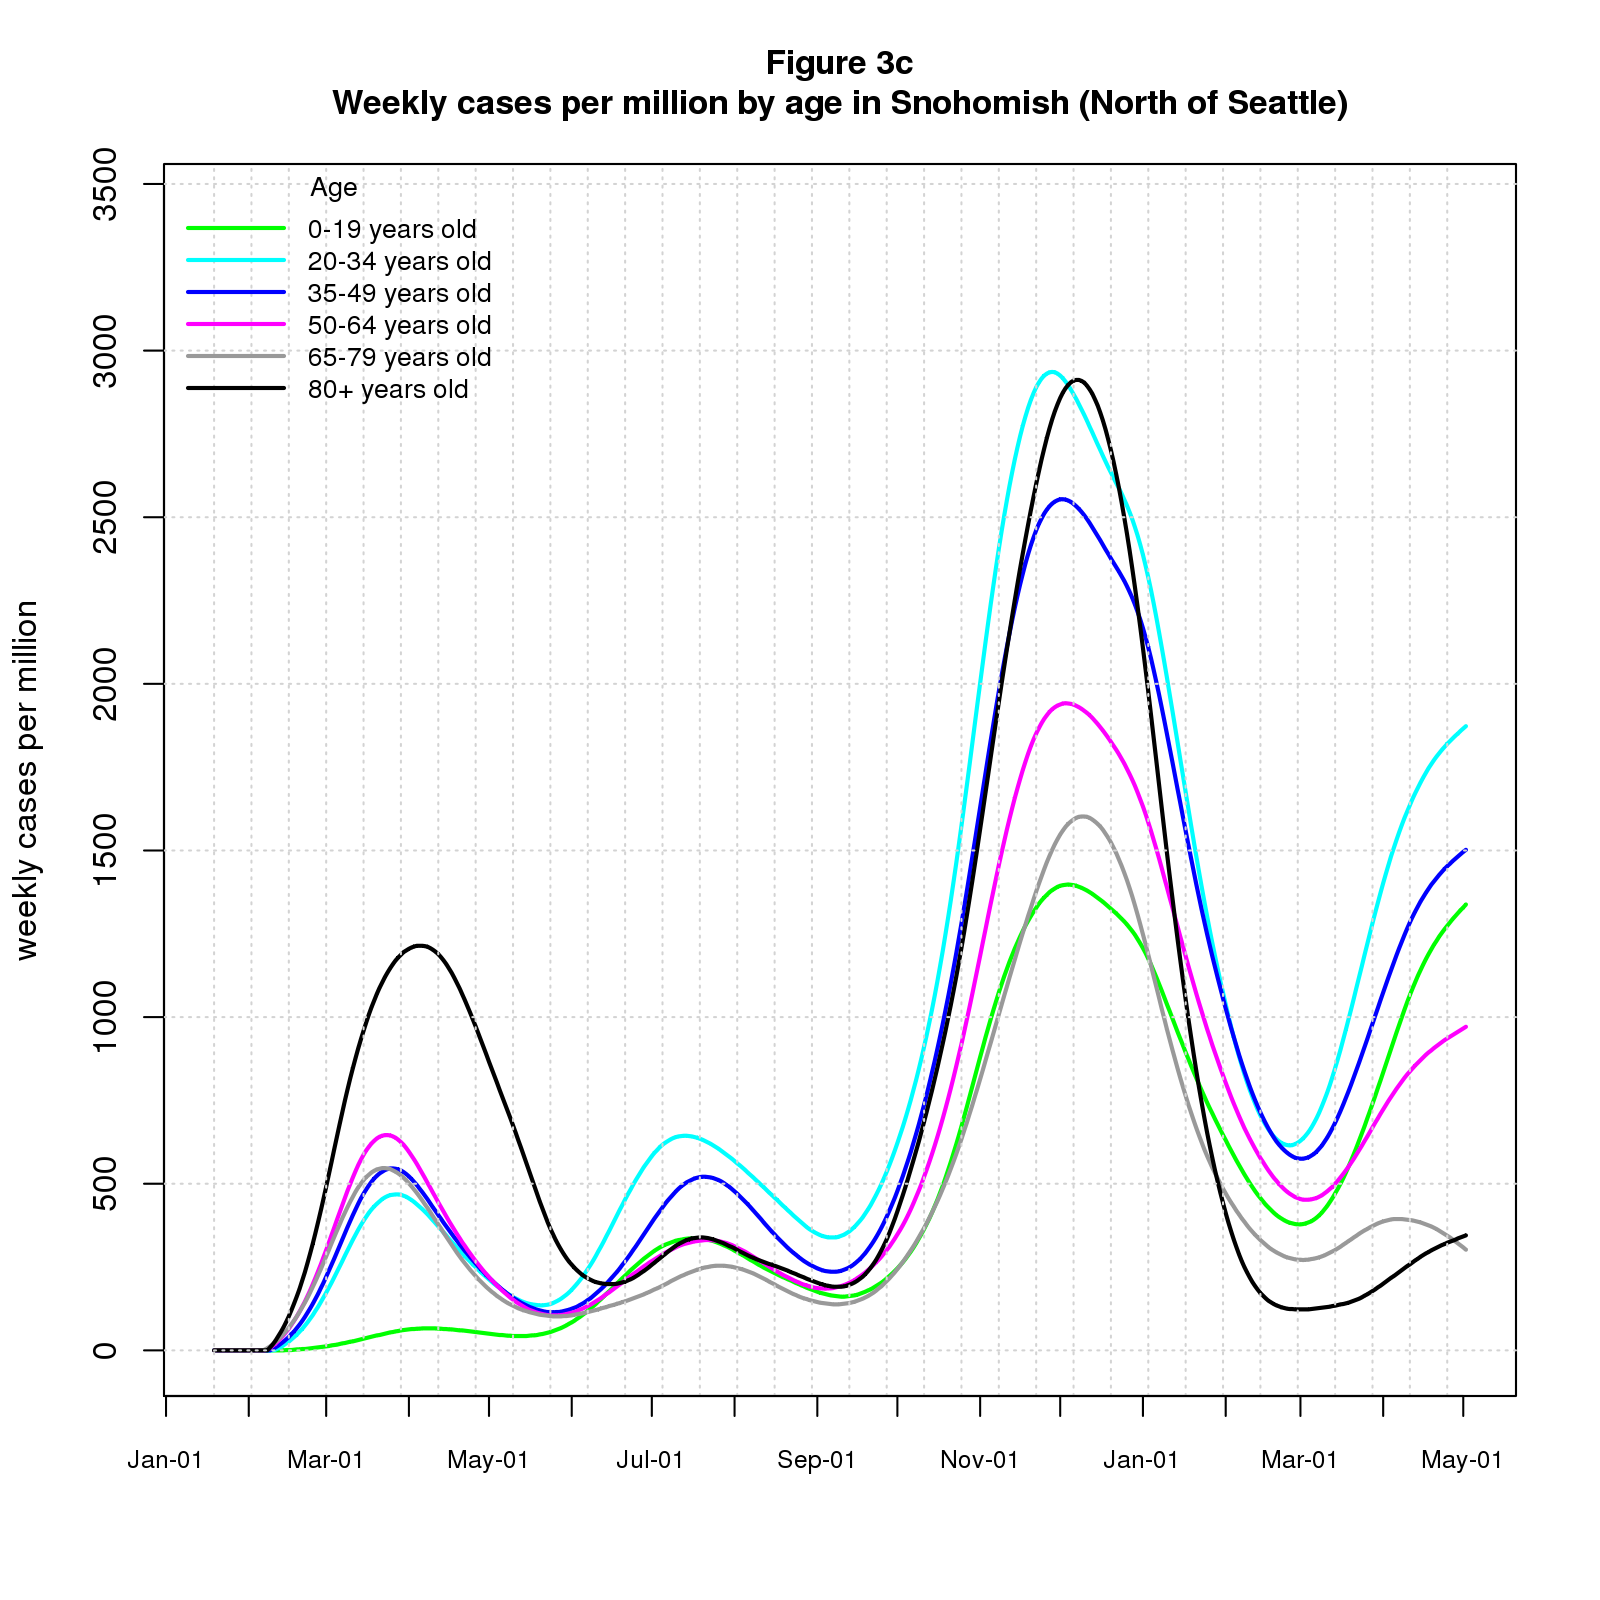 Figure 3c
Weekly cases per million by age in Snohomish (North of Seattle)
weekly cases per million
3500
3000
2500
2000
1500
1000
500
0
Age
0-19 years old
20-34 years old
35-49 years old
50-64 years old
65-79 years old
80+ years old
Jan-01 Mar-01 May-01 Jul-01 Sep-01 Nov-01 Jan-01 Mar-01 May-01